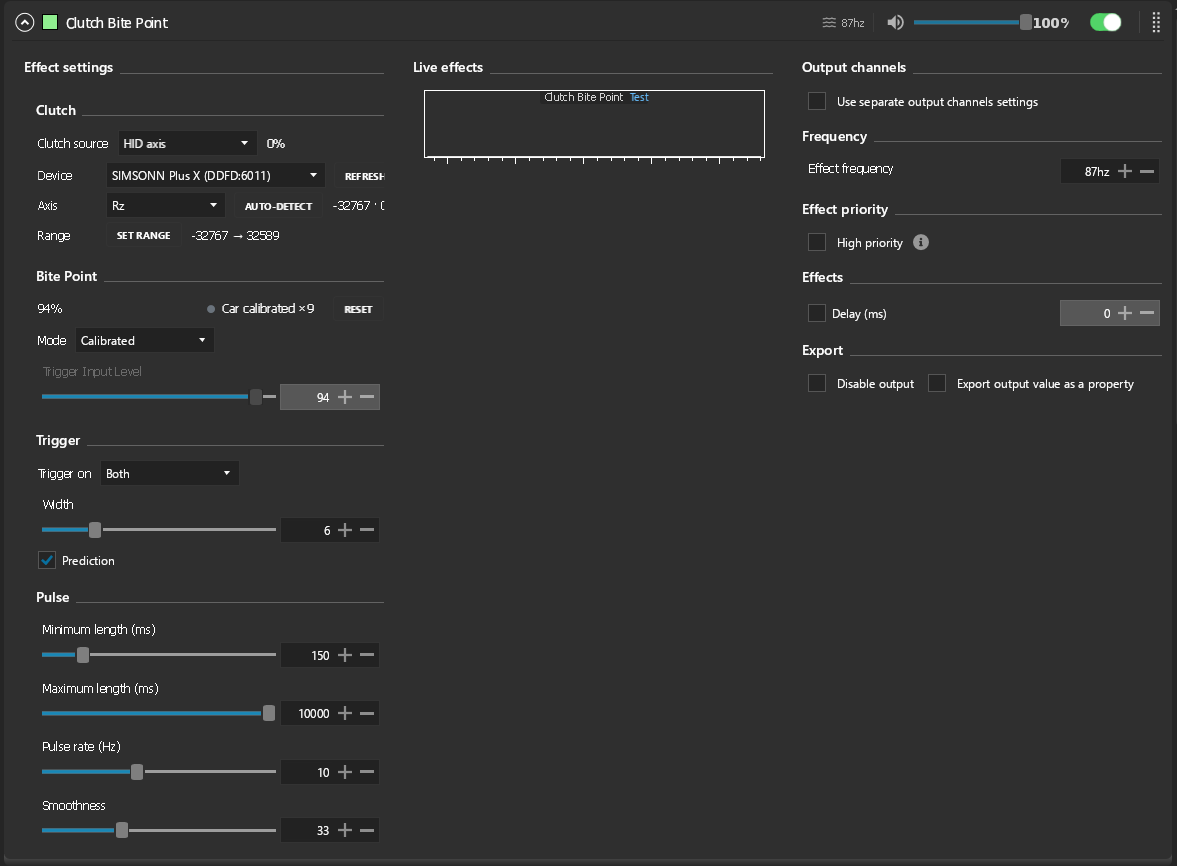 Clutch Bite Point 87hz 100%
Effect settings
Clutch
Clutch source HID axis 0%
Device SIMSONN Plus X (DDFD:6011) REFRESH
Axis Rz AUTO-DETECT -32767
Range SET RANGE -32767 → 32589
Bite Point
94% Car calibrated ×9 RESET
Mode Calibrated
Trigger Input Level
94
Trigger
Trigger on Both
Width
6
Prediction
Pulse
Minimum length (ms)
150
Maximum length (ms)
10000
Pulse rate (Hz)
10
Smoothness
33
Live effects
Clutch Bite Point Test
Output channels
Use separate output channels settings
Frequency
Effect frequency 87hz
Effect priority
High priority
Effects
Delay (ms) 0
Export
Disable output Export output value as a property